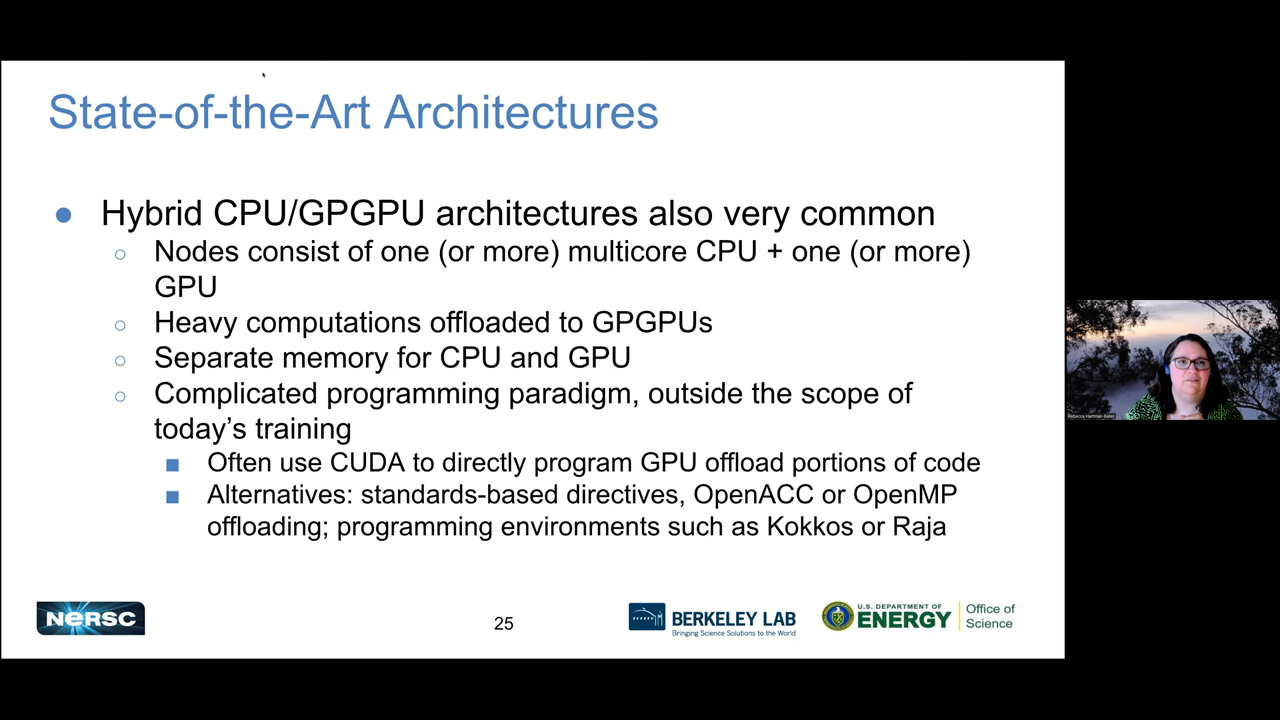 State-of-the-Art Architectures
● Hybrid CPU/GPGPU architectures also very common
○ Nodes consist of one (or more) multicore CPU + one (or more)
GPU
○ Heavy computations offloaded to GPGPUs
○ Separate memory for CPU and GPU
○ Complicated programming paradigm, outside the scope of
today's training
■ Often use CUDA to directly program GPU offload portions of code
■ Alternatives: standards-based directives, OpenACC or OpenMP
offloading; programming environments such as Kokkos or Raja
Rebecca Hartman-Baker
NERSC
25
BERKELEY LAB
Bringing Science Solutions to the World
U.S. DEPARTMENT OF
ENERGY
Office of
Science